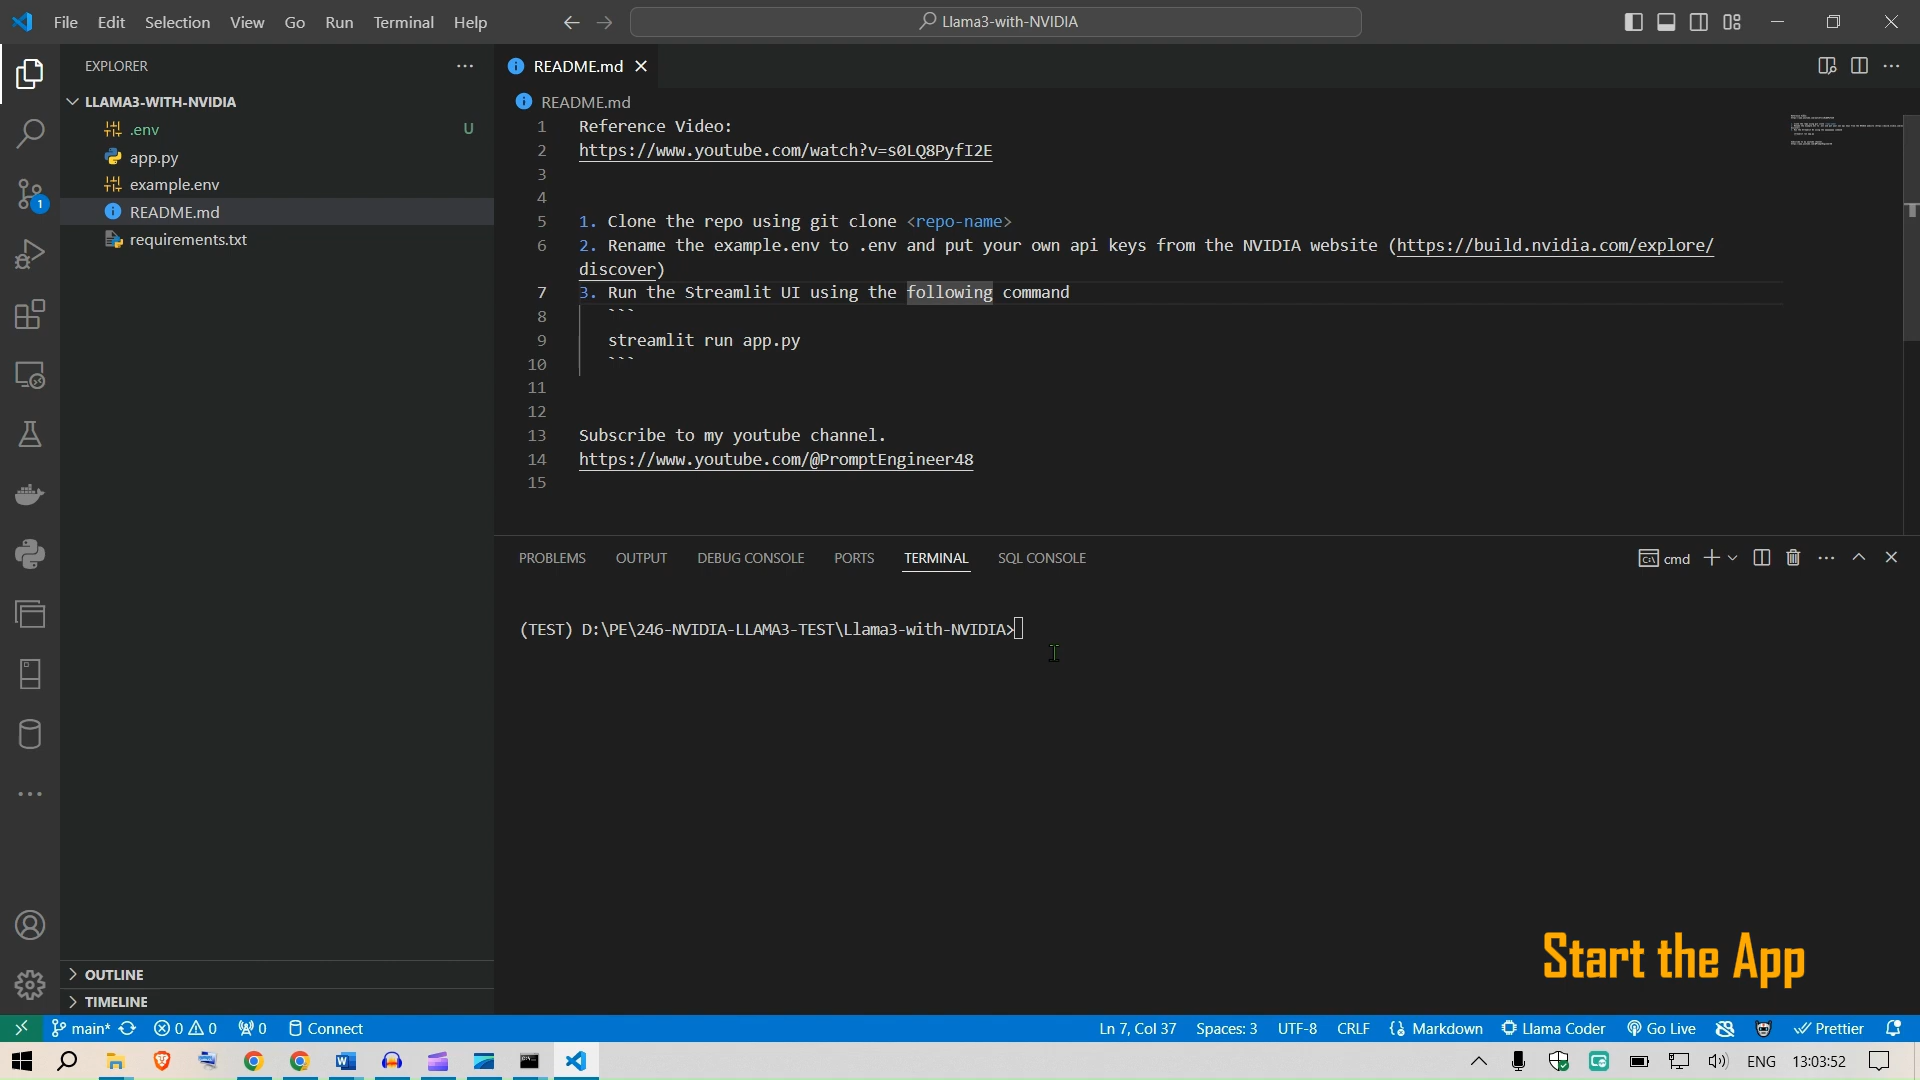 File Edit Selection View Go Run Terminal Help
Llama3-with-NVIDIA
EXPLORER
LLAMA3-WITH-NVIDIA
.env U
app.py
example.env
README.md
requirements.txt
OUTLINE
TIMELINE
README.md
README.md
1 Reference Video:
2 https://www.youtube.com/watch?v=s0LQ8PyfI2E
3
4
5 1. Clone the repo using git clone <repo-name>
6 2. Rename the example.env to .env and put your own api keys from the NVIDIA website (https://build.nvidia.com/explore/
discover)
7 3. Run the Streamlit UI using the following command
8 ```
9 streamlit run app.py
10 ```
11
12
13 Subscribe to my youtube channel.
14 https://www.youtube.com/@PromptEngineer48
15
PROBLEMS OUTPUT DEBUG CONSOLE PORTS TERMINAL SQL CONSOLE
cmd
(TEST) D:\PE\246-NVIDIA-LLAMA3-TEST\Llama3-with-NVIDIA>
Start the App
1
main* 0 0 0 Connect
Ln 7, Col 37 Spaces: 3 UTF-8 CRLF Markdown Llama Coder Go Live Prettier
ENG 13:03:52